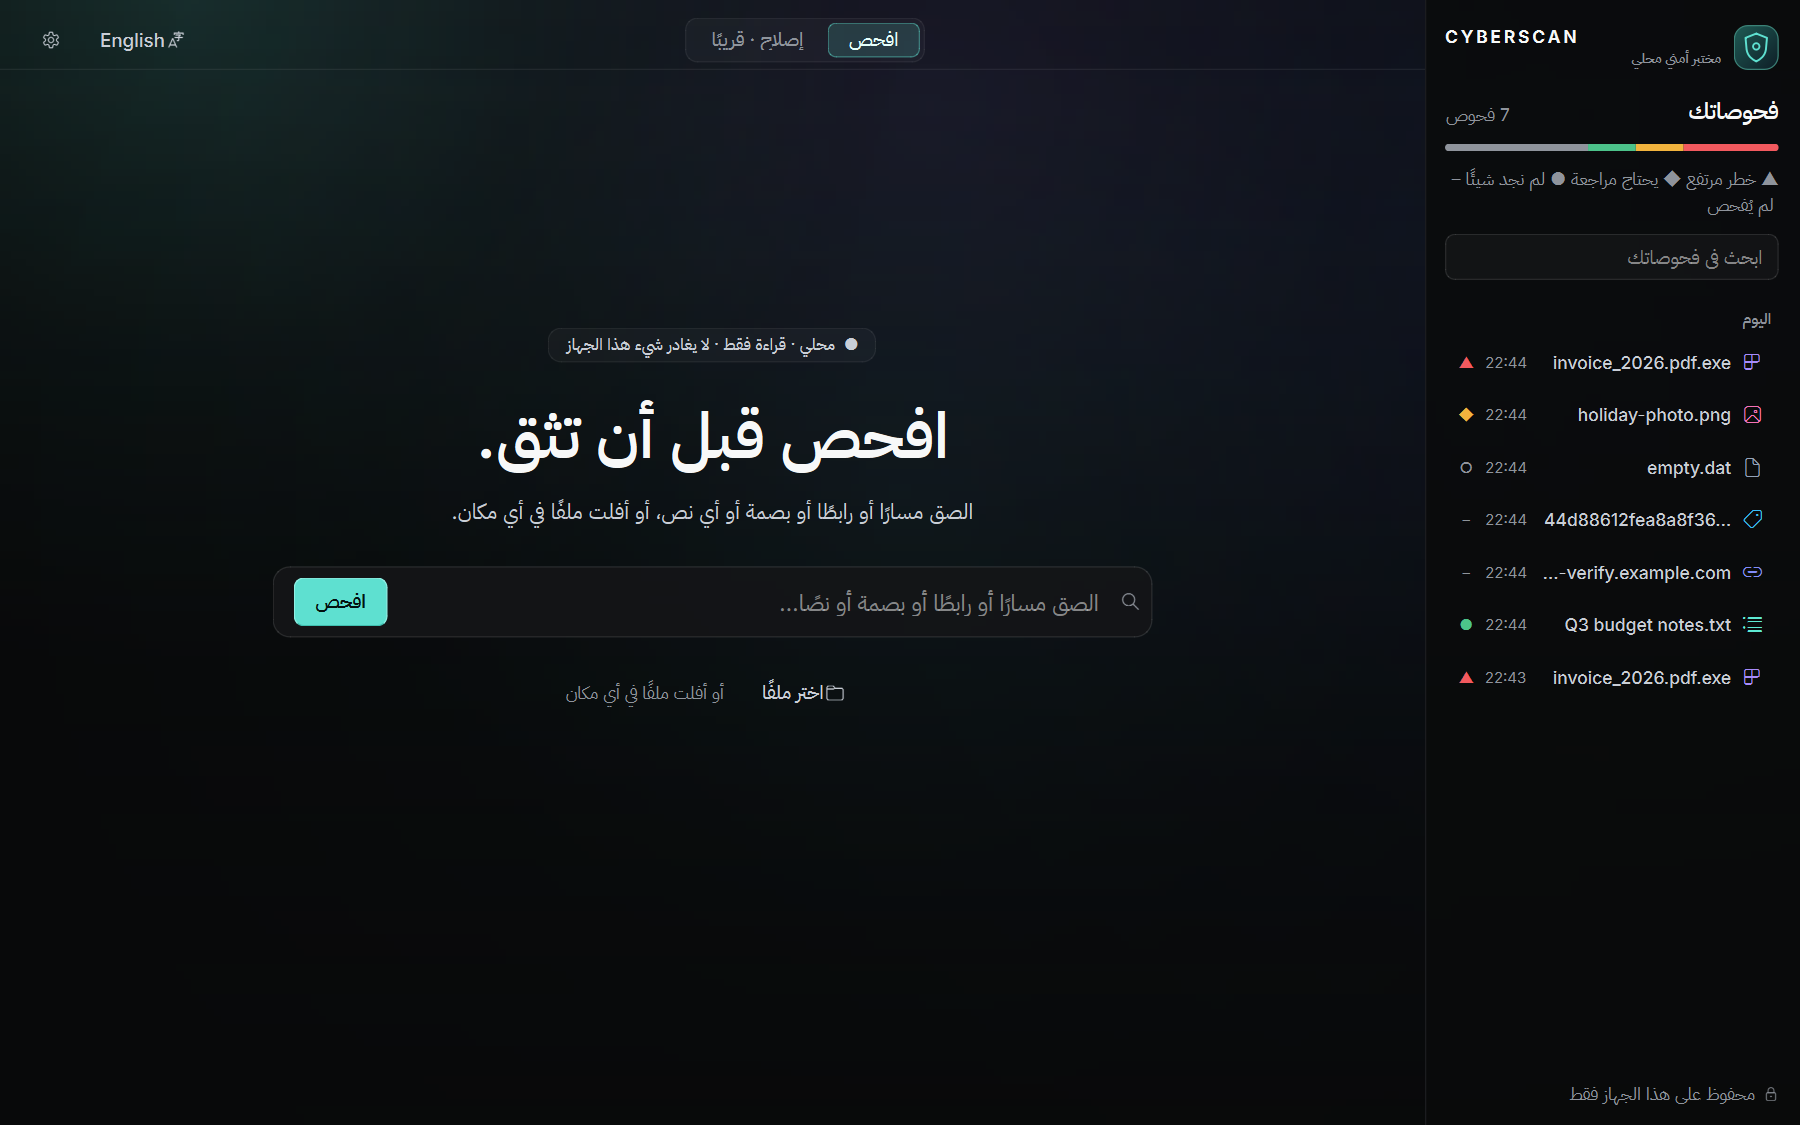 CYBERSCAN
مختبر أمني محلي
فحوصاتك
7 فحوص
▲ خطر مرتفع ◆ يحتاج مراجعة ● لم نجد شيئًا –
لم يُفحص
ابحث في فحوصاتك
اليوم
invoice_2026.pdf.exe 22:44
holiday-photo.png 22:44
empty.dat 22:44
44d88612fea8a8f36... 22:44 –
...-verify.example.com 22:44 –
Q3 budget notes.txt 22:44
invoice_2026.pdf.exe 22:43
محفوظ على هذا الجهاز فقط
افحص
إصلاح · قريبًا
English
محلي · قراءة فقط · لا يغادر شيء هذا الجهاز
افحص قبل أن تثق.
الصق مسارًا أو رابطًا أو بصمة أو أي نص، أو أفلت ملفًا في أي مكان.
الصق مسارًا أو رابطًا أو بصمة أو نصًا...
افحص
اختر ملفًا
أو أفلت ملفًا في أي مكان